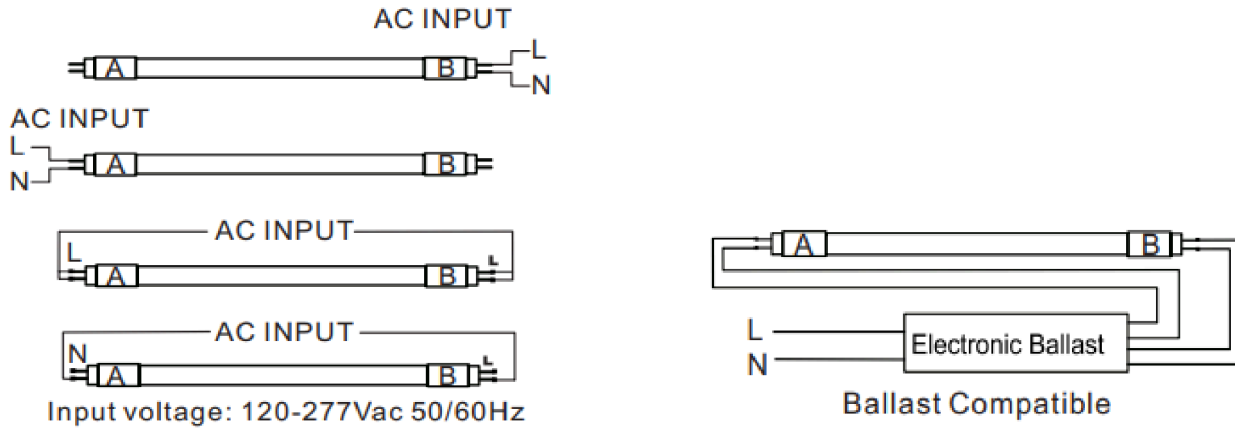 AC INPUT
L
A B
N
AC INPUT
L
A B
N
AC INPUT
L L
A B
AC INPUT
N L
A B
Input voltage: 120-277Vac 50/60Hz
A B
L
Electronic Ballast
N
Ballast Compatible